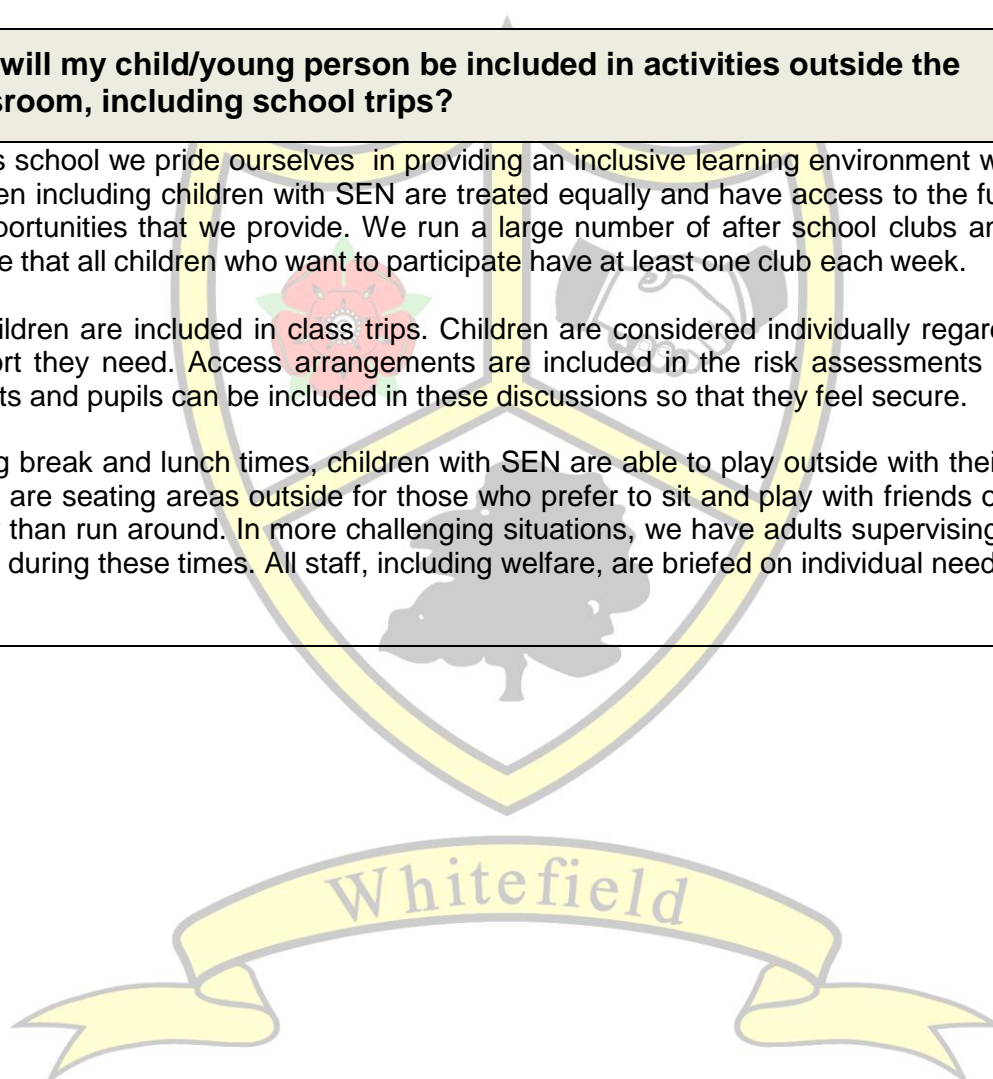 will my child/young person be included in activities outside the
sroom, including school trips?
s school we pride ourselves in providing an inclusive learning environment w
en including children with SEN are treated equally and have access to the fu
portunities that we provide. We run a large number of after school clubs an
e that all children who want to participate have at least one club each week.
ildren are included in class trips. Children are considered individually regar
rt they need. Access arrangements are included in the risk assessments
ts and pupils can be included in these discussions so that they feel secure.
g break and lunch times, children with SEN are able to play outside with thei
are seating areas outside for those who prefer to sit and play with friends o
than run around. In more challenging situations, we have adults supervising
during these times. All staff, including welfare, are briefed on individual need
Whitefield